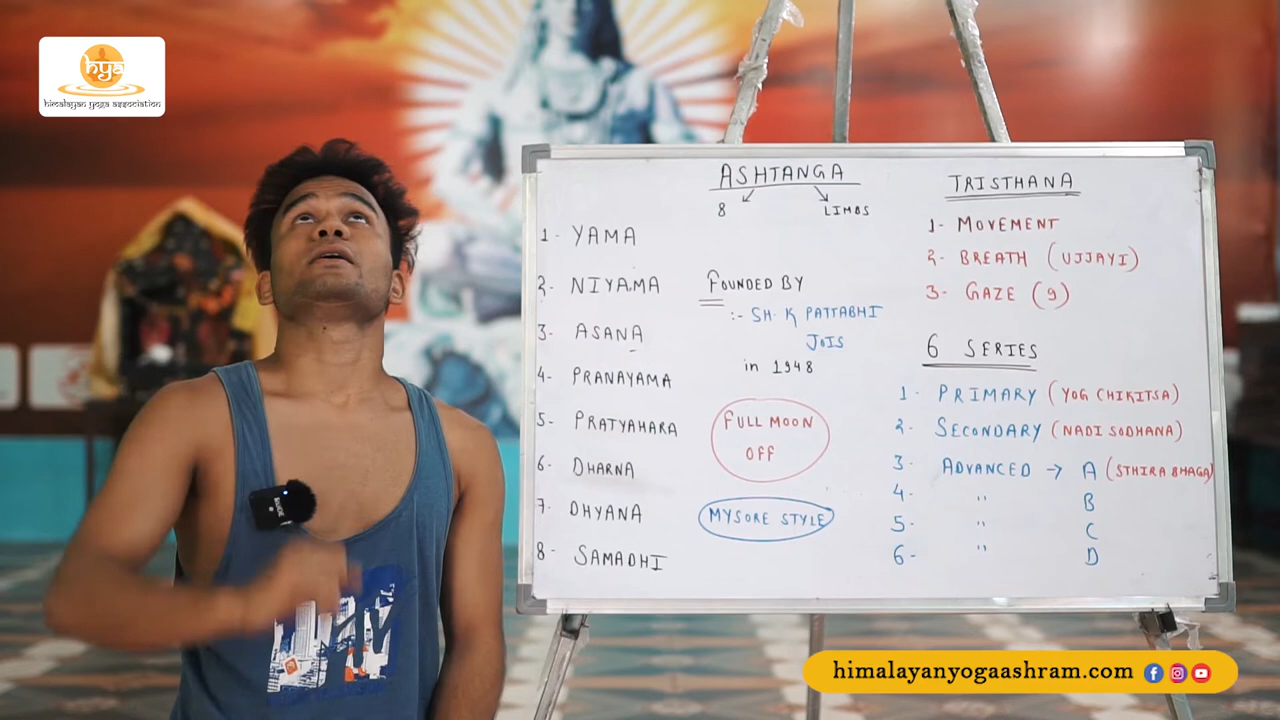 hya
himalayan yoga association
ASHTANGA
8 LIMBS
1- YAMA
2- NIYAMA
3- ASANA
4- PRANAYAMA
5- PRATYAHARA
6- DHARNA
7- DHYANA
8- SAMADHI
FOUNDED BY
:- SH. K PATTABHI
JOIS
in 1948
FULL MOON
OFF
MYSORE STYLE
TRISTHANA
1- MOVEMENT
2- BREATH (UJJAYI)
3- GAZE (9)
6 SERIES
1- PRIMARY (YOG CHIKITSA)
2- SECONDARY (NADI SODHANA)
3- ADVANCED → A (STHIRA BHAGA)
4- " B
5- " C
6- " D
himalayanyogaashram.com